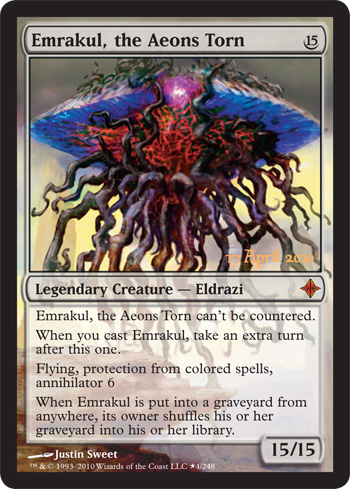 Emrakul, the Aeons Torn 15
17 April 2010
Legendary Creature — Eldrazi
Emrakul, the Aeons Torn can't be countered.
When you cast Emrakul, take an extra turn
after this one.
Flying, protection from colored spells,
annihilator 6
When Emrakul is put into a graveyard from
anywhere, its owner shuffles his or her
graveyard into his or her library.
15/15
Justin Sweet
™ & © 1993–2010 Wizards of the Coast LLC ★4/248